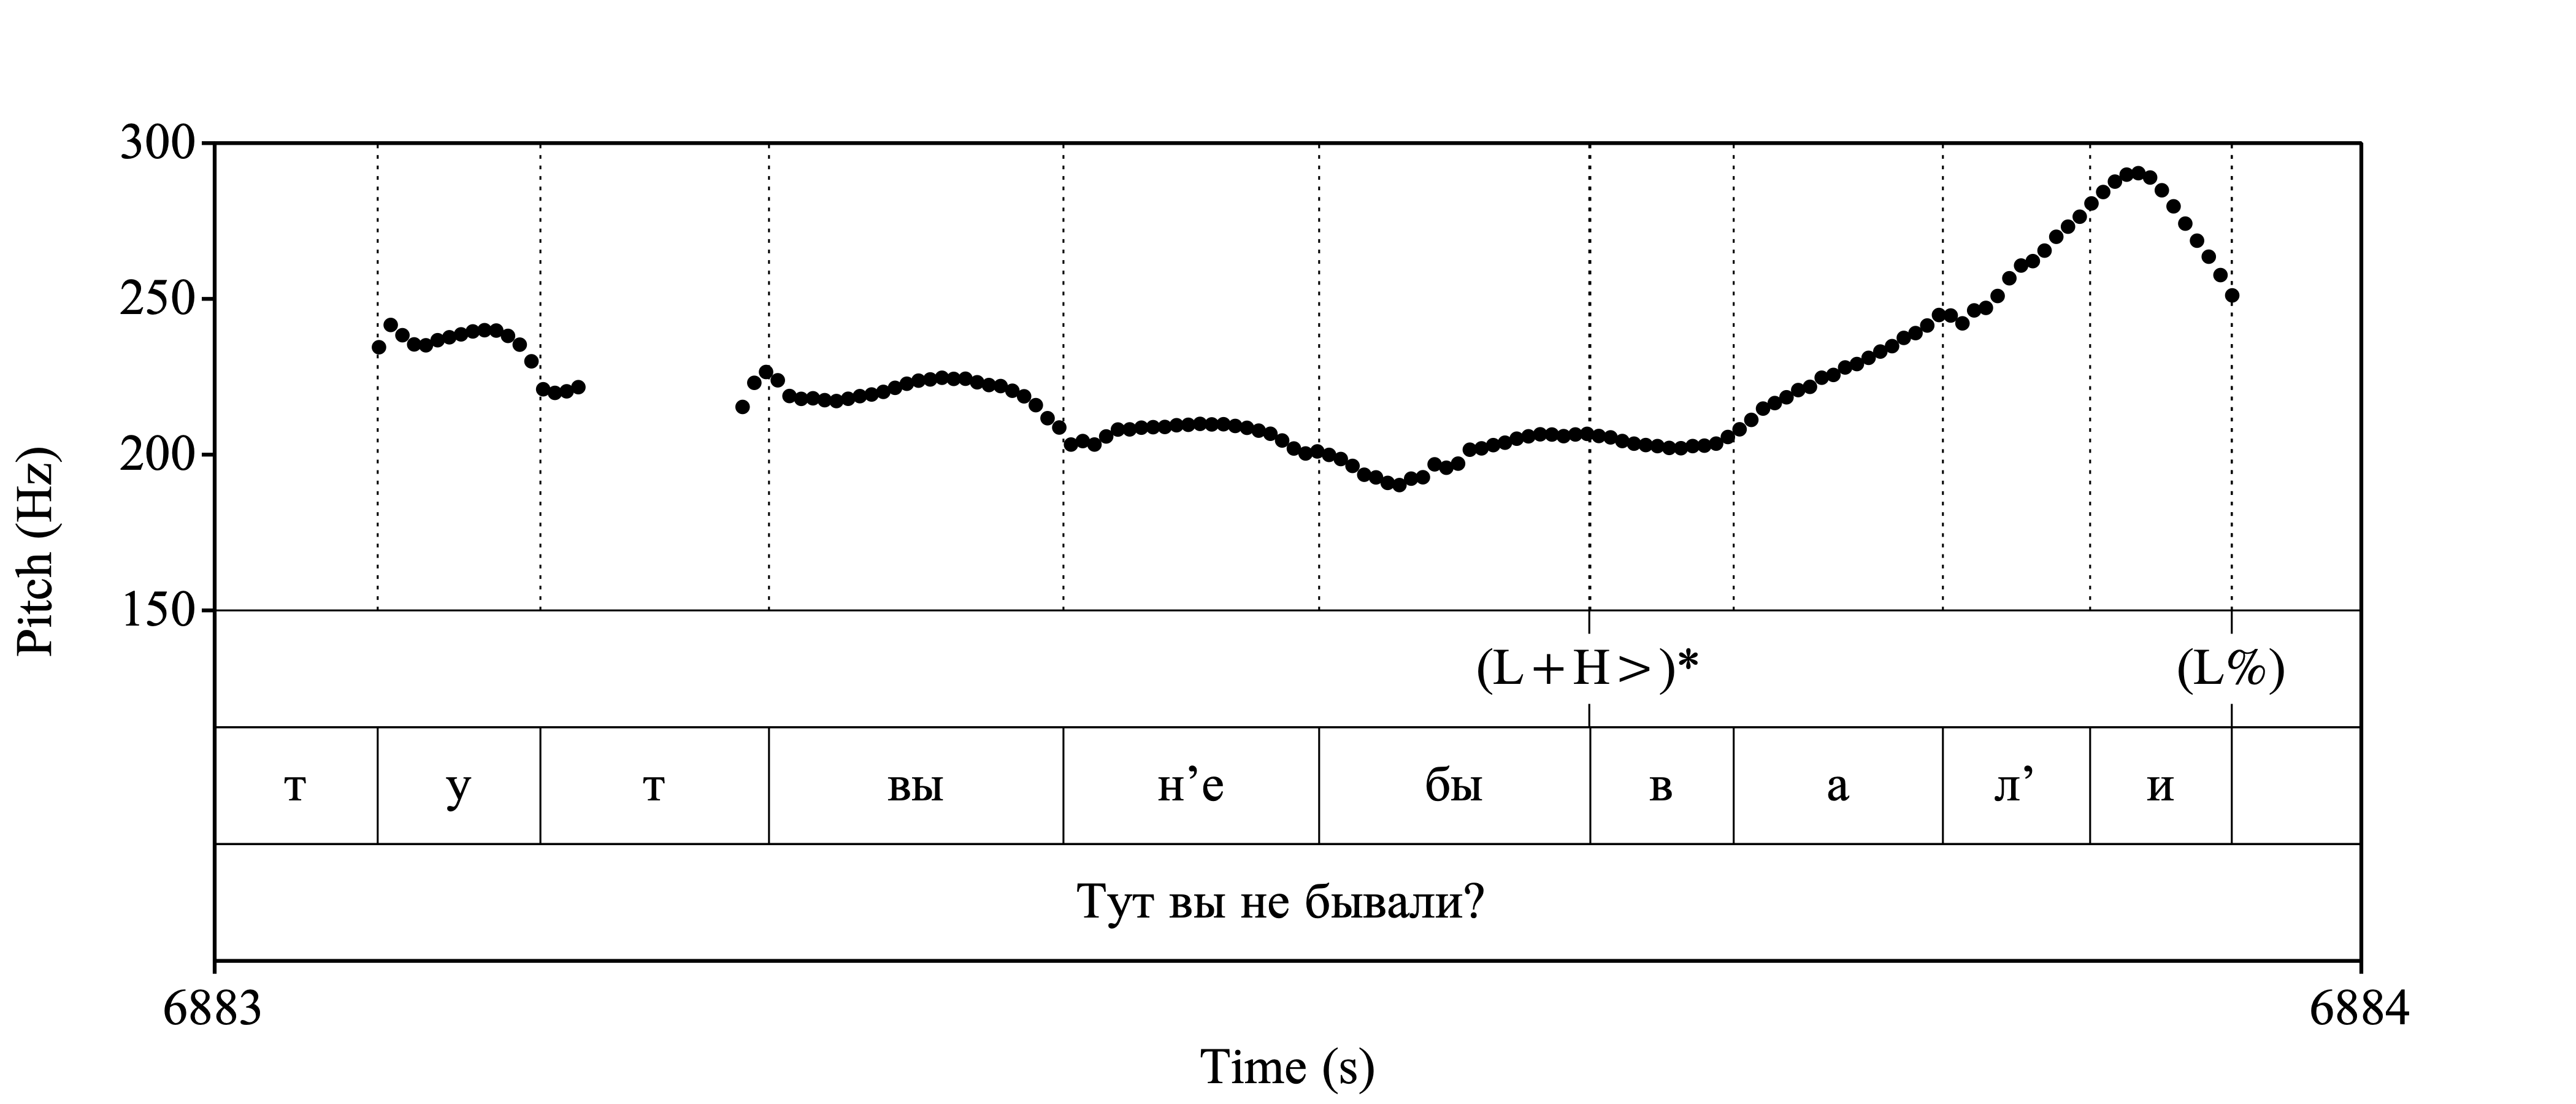 300
250
200
150
Pitch (Hz)
(L+H>)* (L%)
т у т вы н’е бы в а л’ и
Тут вы не бывали?
6883 6884
Time (s)